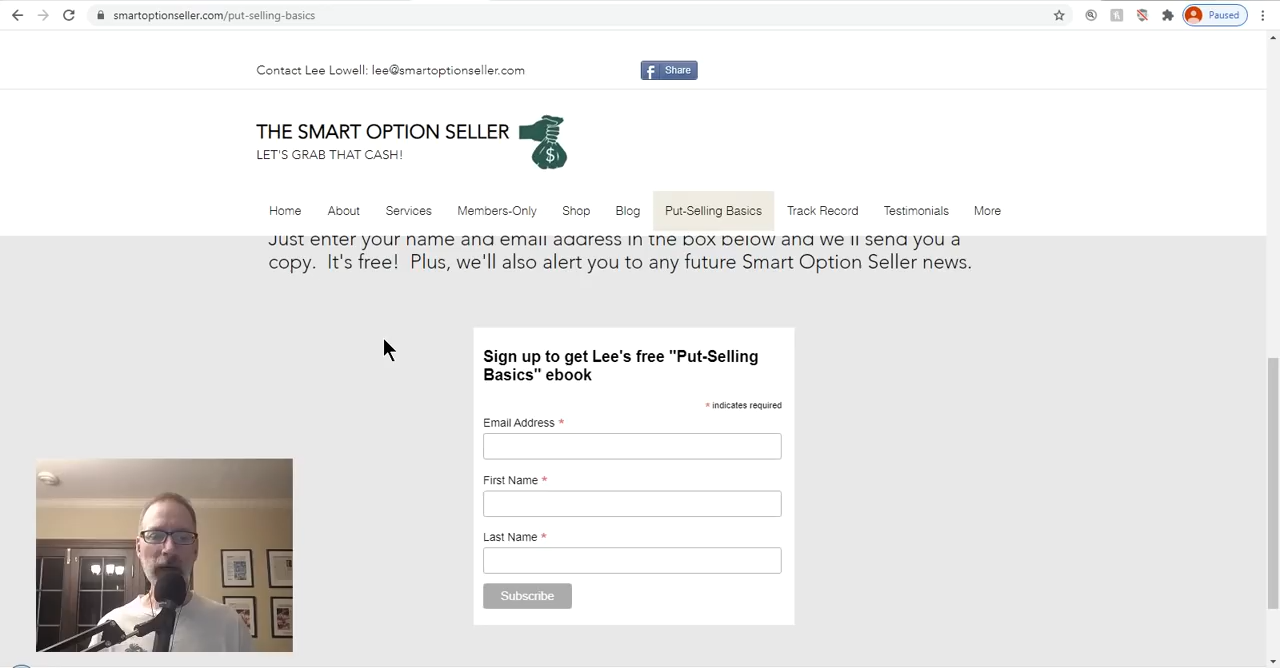 smartoptionseller.com/put-selling-basics
Paused
Contact Lee Lowell: lee@smartoptionseller.com
f Share
THE SMART OPTION SELLER
$
LET'S GRAB THAT CASH!
Home About Services Members-Only Shop Blog Put-Selling Basics Track Record Testimonials More
Just enter your name and email address in the box below and we'll send you a
copy. It's free! Plus, we'll also alert you to any future Smart Option Seller news.
Sign up to get Lee's free "Put-Selling
Basics" ebook
* indicates required
Email Address *
First Name *
Last Name *
Subscribe